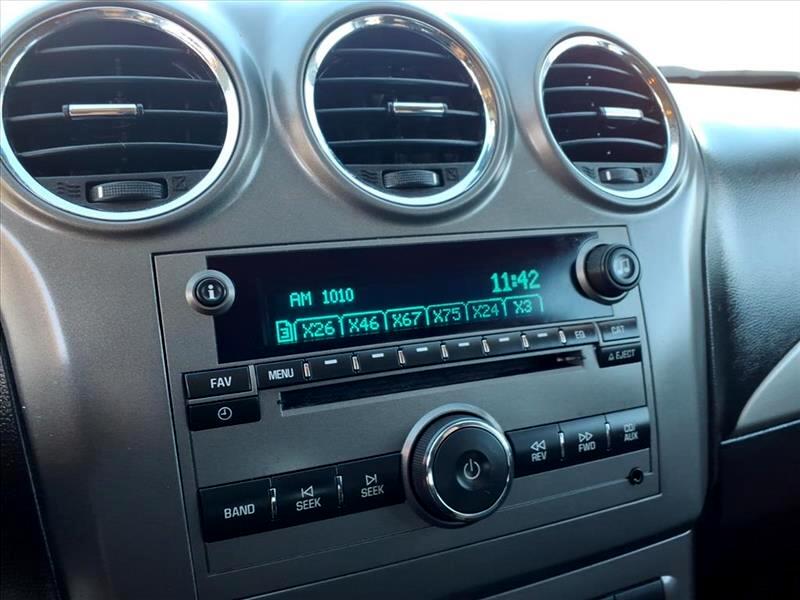 11:42
AM 1010
3 X26 X46 X67 X75 X24 X3
FAV MENU EQ CAT
EJECT
REV FWD CD/AUX
BAND SEEK SEEK